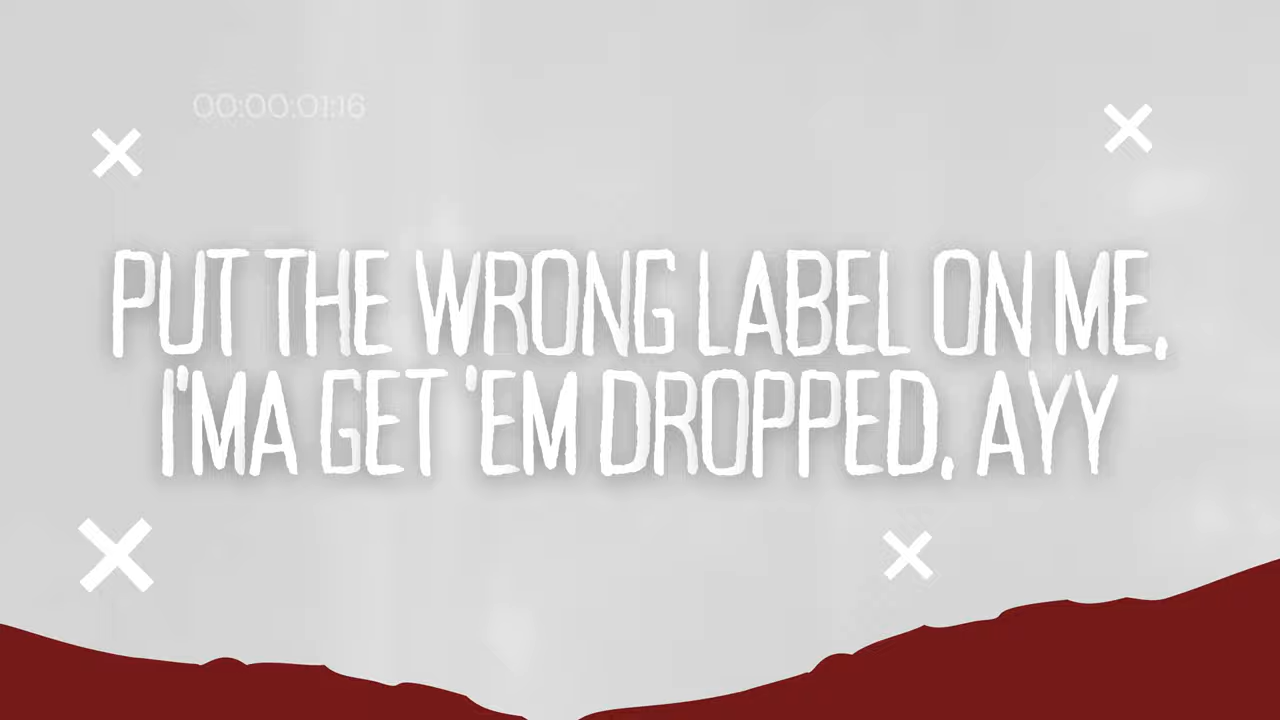 00:00:01:16
PUT THE WRONG LABEL ON ME,
I'MA GET 'EM DROPPED, AYY